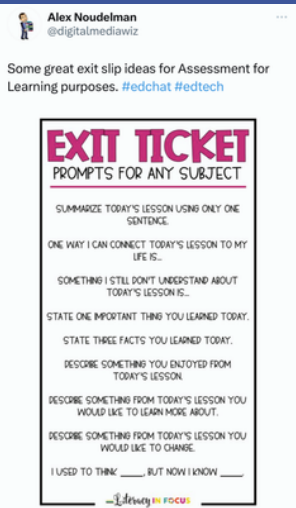 Alex Noudelman
@digitalmediawiz
Some great exit slip ideas for Assessment for
Learning purposes. #edchat #edtech
EXIT TICKET
PROMPTS FOR ANY SUBJECT
SUMMARIZE TODAY'S LESSON USING ONLY ONE
SENTENCE.
ONE WAY I CAN CONNECT TODAY'S LESSON TO MY
LIFE IS...
SOMETHING I STILL DON'T UNDERSTAND ABOUT
TODAY'S LESSON IS...
STATE ONE IMPORTANT THING YOU LEARNED TODAY.
STATE THREE FACTS YOU LEARNED TODAY.
DESCRIBE SOMETHING YOU ENJOYED FROM
TODAY'S LESSON.
DESCRIBE SOMETHING FROM TODAY'S LESSON YOU
WOULD LIKE TO LEARN MORE ABOUT.
DESCRIBE SOMETHING FROM TODAY'S LESSON YOU
WOULD LIKE TO CHANGE.
I USED TO THINK _____, BUT NOW I KNOW _____.
Literacy IN FOCUS